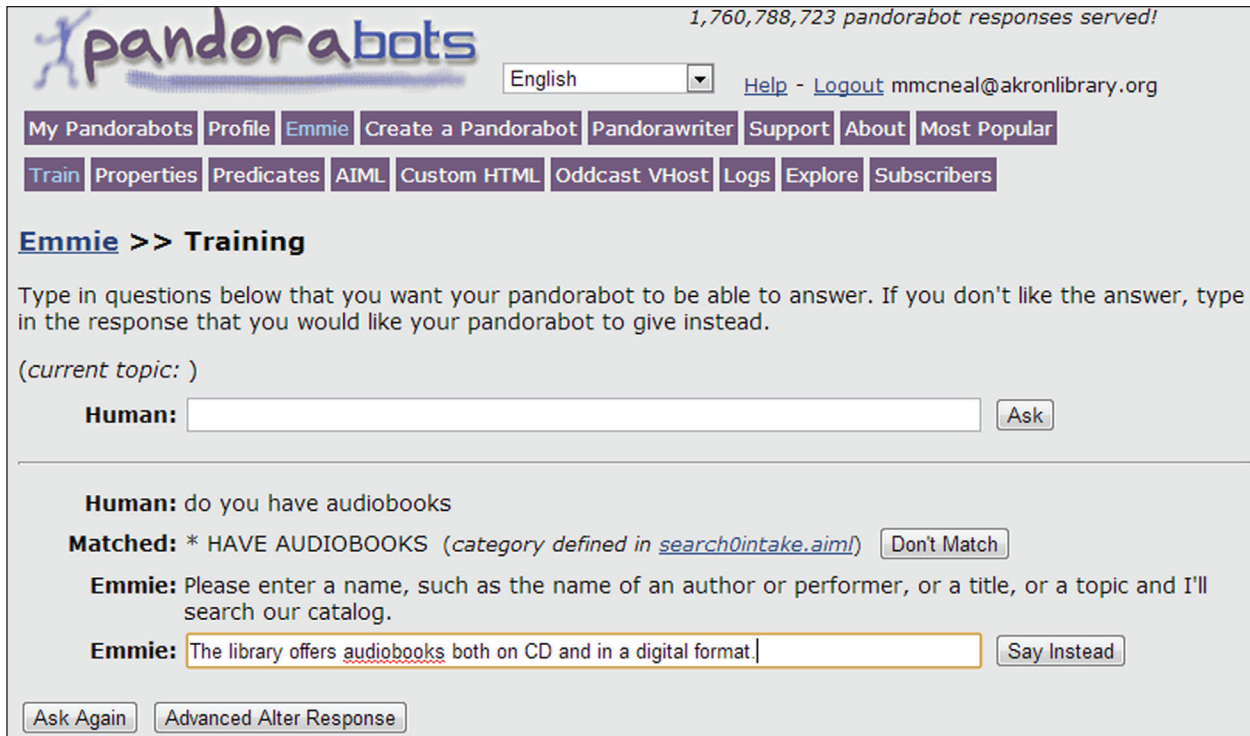 1,760,788,723 pandorabot responses served!
pandorabots
English
Help - Logout mmcneal@akronlibrary.org
My Pandorabots Profile Emmie Create a Pandorabot Pandorawriter Support About Most Popular
Train Properties Predicates AIML Custom HTML Oddcast VHost Logs Explore Subscribers
Emmie >> Training
Type in questions below that you want your pandorabot to be able to answer. If you don't like the answer, type
in the response that you would like your pandorabot to give instead.
(current topic: )
Human: Ask
Human: do you have audiobooks
Matched: * HAVE AUDIOBOOKS (category defined in search0intake.aiml) Don't Match
Emmie: Please enter a name, such as the name of an author or performer, or a title, or a topic and I'll
search our catalog.
Emmie: The library offers audiobooks both on CD and in a digital format. Say Instead
Ask Again Advanced Alter Response